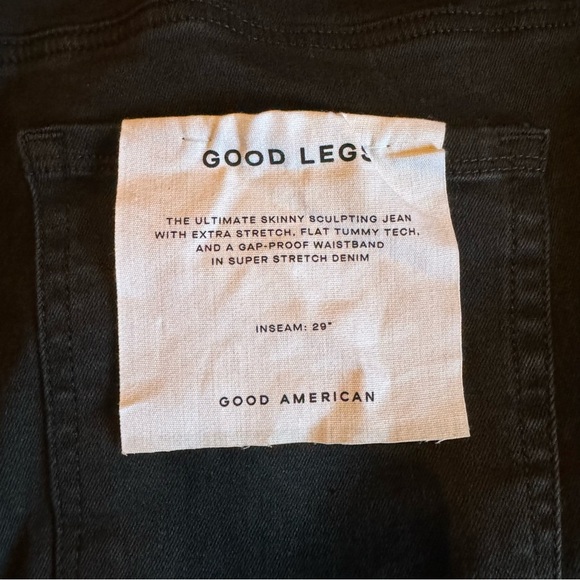 GOOD LEGS
THE ULTIMATE SKINNY SCULPTING JEAN
WITH EXTRA STRETCH, FLAT TUMMY TECH,
AND A GAP-PROOF WAISTBAND
IN SUPER STRETCH DENIM
INSEAM: 29"
GOOD AMERICAN